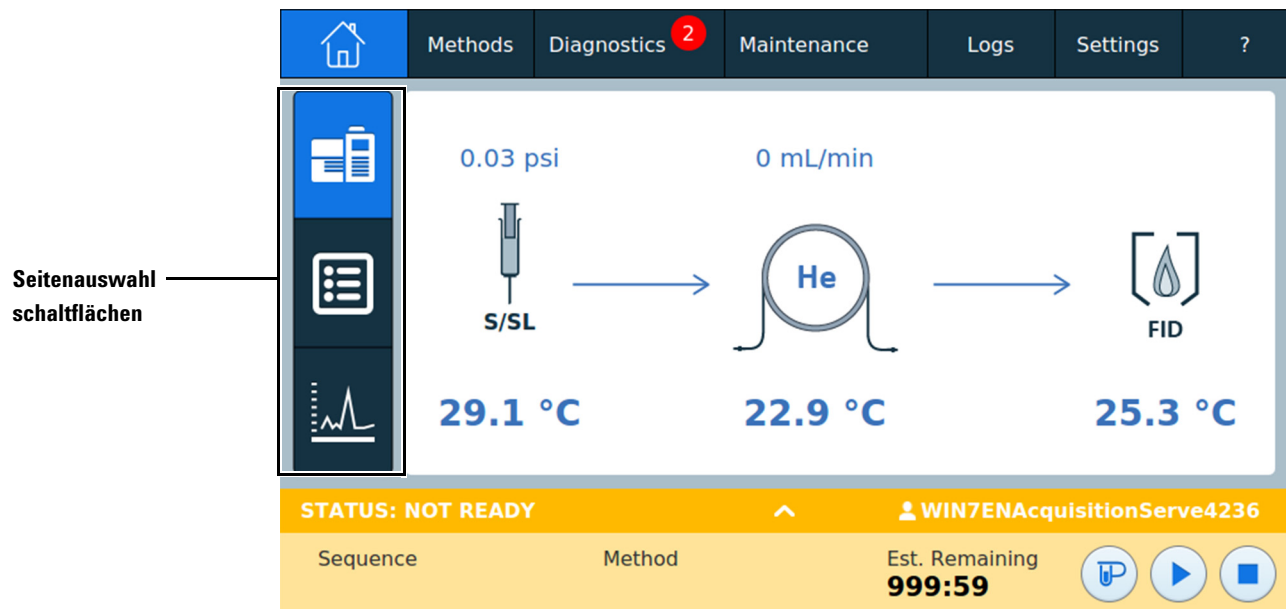 Methods Diagnostics 2 Maintenance Logs Settings ?
0.03 psi 0 mL/min
He
Seitenauswahl
schaltflächen
S/SL FID
29.1 °C 22.9 °C 25.3 °C
STATUS: NOT READY WIN7ENAcquisitionServe4236
Sequence Method Est. Remaining
999:59